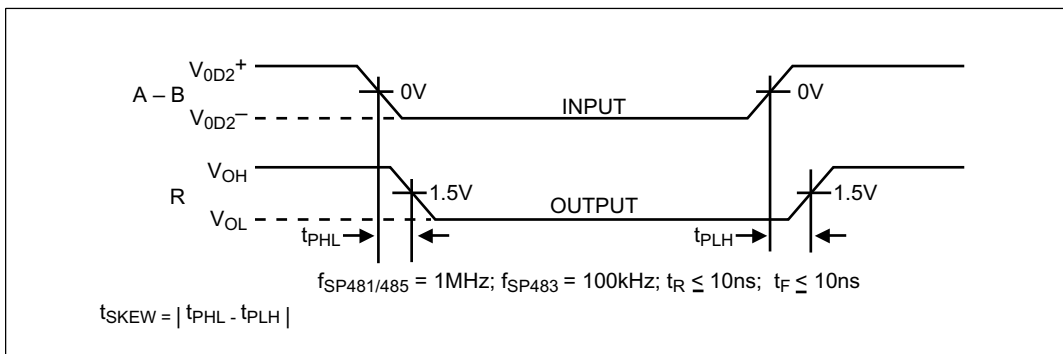 V0D2+
A – B
0V
0V
V0D2–
INPUT
VOH
R
1.5V
1.5V
VOL
OUTPUT
tPHL
tPLH
fSP481/485 = 1MHz; fSP483 = 100kHz; tR ≤ 10ns; tF ≤ 10ns
tSKEW = | tPHL - tPLH |